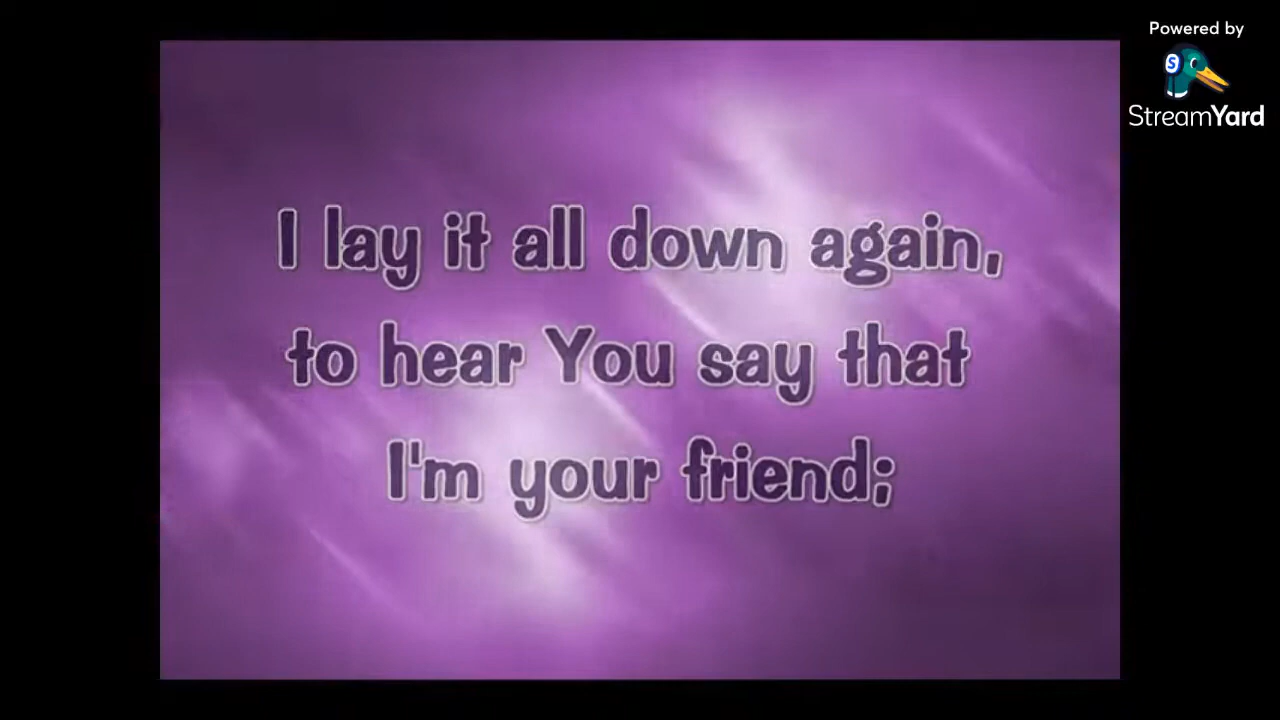 Powered by
S
StreamYard
I lay it all down again,
to hear You say that
I'm your friend;